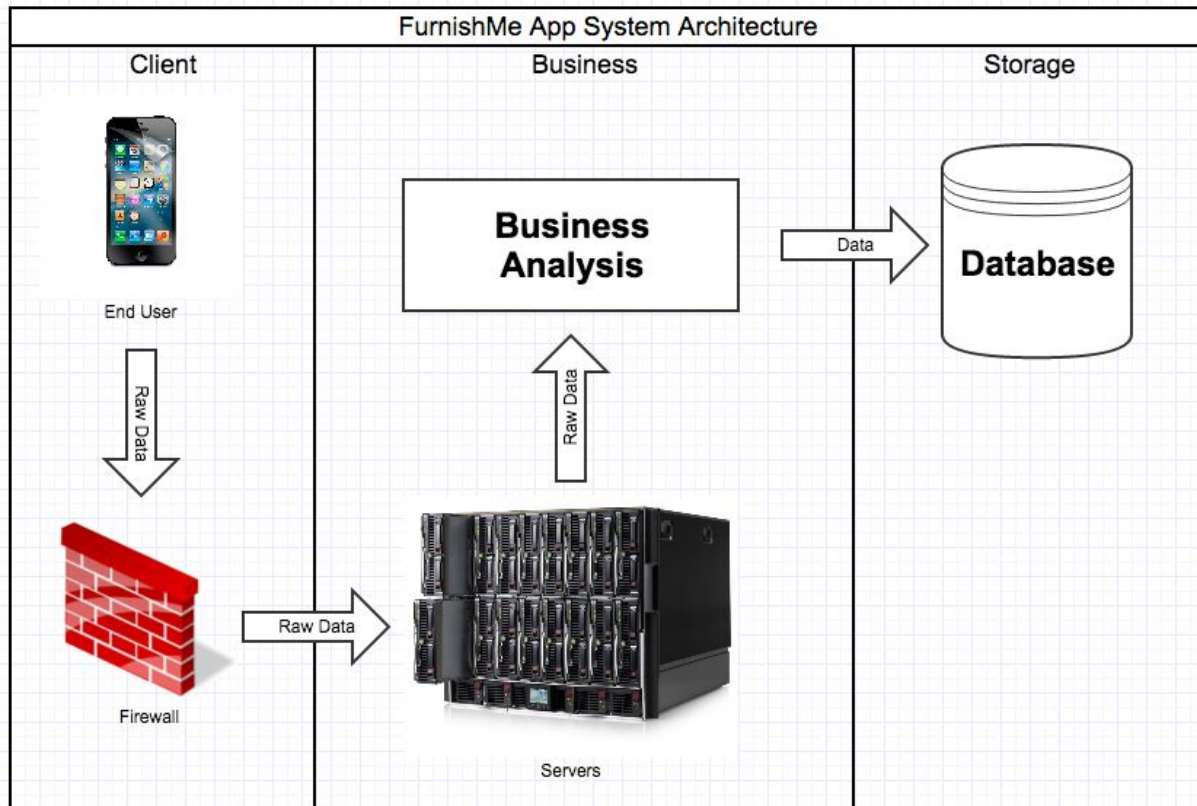 FurnishMe App System Architecture
Client
Business
Storage
End User
Raw Data
Firewall
Raw Data
Servers
Raw Data
Business
Analysis
Data
Database